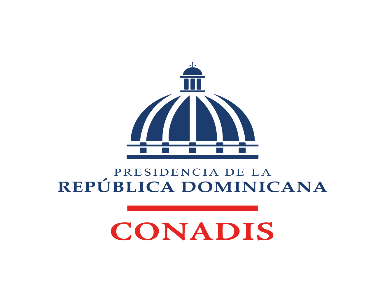 PRESIDENCIA DE LA
REPÚBLICA DOMINICANA
CONADIS